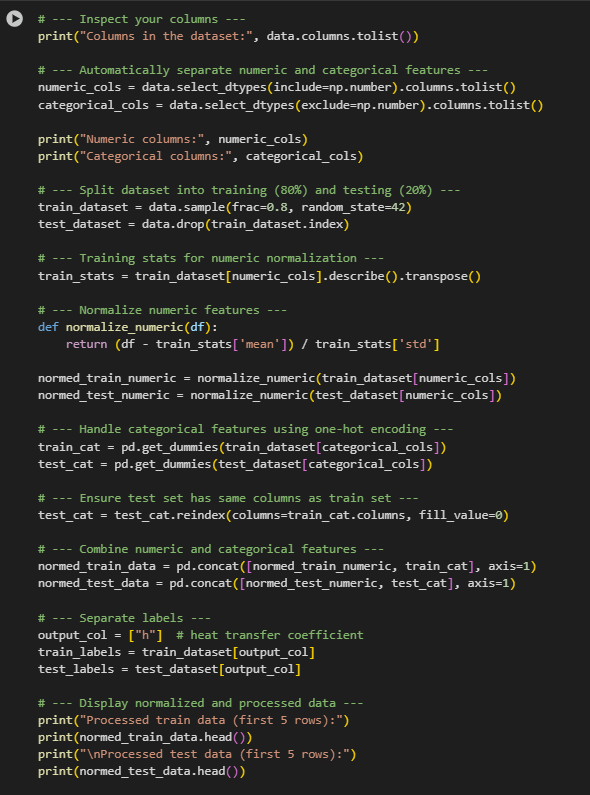 # --- Inspect your columns ---
print("Columns in the dataset:", data.columns.tolist())

# --- Automatically separate numeric and categorical features ---
numeric_cols = data.select_dtypes(include=np.number).columns.tolist()
categorical_cols = data.select_dtypes(exclude=np.number).columns.tolist()

print("Numeric columns:", numeric_cols)
print("Categorical columns:", categorical_cols)

# --- Split dataset into training (80%) and testing (20%) ---
train_dataset = data.sample(frac=0.8, random_state=42)
test_dataset = data.drop(train_dataset.index)

# --- Training stats for numeric normalization ---
train_stats = train_dataset[numeric_cols].describe().transpose()

# --- Normalize numeric features ---
def normalize_numeric(df):
    return (df - train_stats['mean']) / train_stats['std']

normed_train_numeric = normalize_numeric(train_dataset[numeric_cols])
normed_test_numeric = normalize_numeric(test_dataset[numeric_cols])

# --- Handle categorical features using one-hot encoding ---
train_cat = pd.get_dummies(train_dataset[categorical_cols])
test_cat = pd.get_dummies(test_dataset[categorical_cols])

# --- Ensure test set has same columns as train set ---
test_cat = test_cat.reindex(columns=train_cat.columns, fill_value=0)

# --- Combine numeric and categorical features ---
normed_train_data = pd.concat([normed_train_numeric, train_cat], axis=1)
normed_test_data = pd.concat([normed_test_numeric, test_cat], axis=1)

# --- Separate labels ---
output_col = ["h"]  # heat transfer coefficient
train_labels = train_dataset[output_col]
test_labels = test_dataset[output_col]

# --- Display normalized and processed data ---
print("Processed train data (first 5 rows):")
print(normed_train_data.head())
print("\nProcessed test data (first 5 rows):")
print(normed_test_data.head())